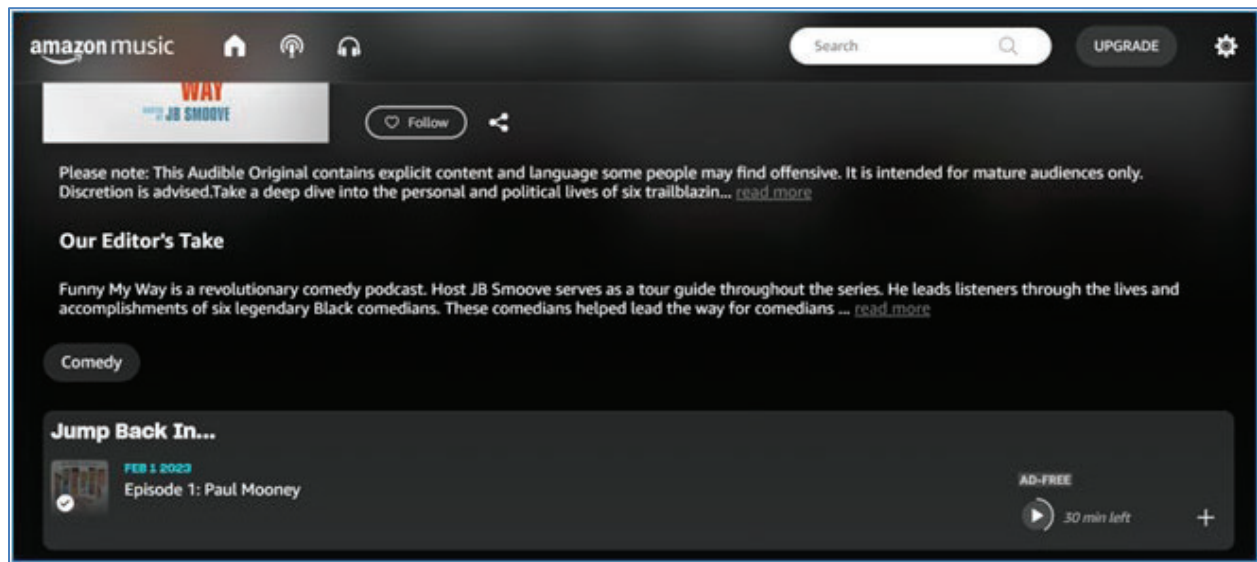 amazon music
Search
UPGRADE
WAY
JB SMOOVE
Follow
Please note: This Audible Original contains explicit content and language some people may find offensive. It is intended for mature audiences only.
Discretion is advised.Take a deep dive into the personal and political lives of six trailblazin... read more
Our Editor's Take
Funny My Way is a revolutionary comedy podcast. Host JB Smoove serves as a tour guide throughout the series. He leads listeners through the lives and
accomplishments of six legendary Black comedians. These comedians helped lead the way for comedians ... read more
Comedy
Jump Back In...
FEB 1 2023
Episode 1: Paul Mooney
AD-FREE
30 min left